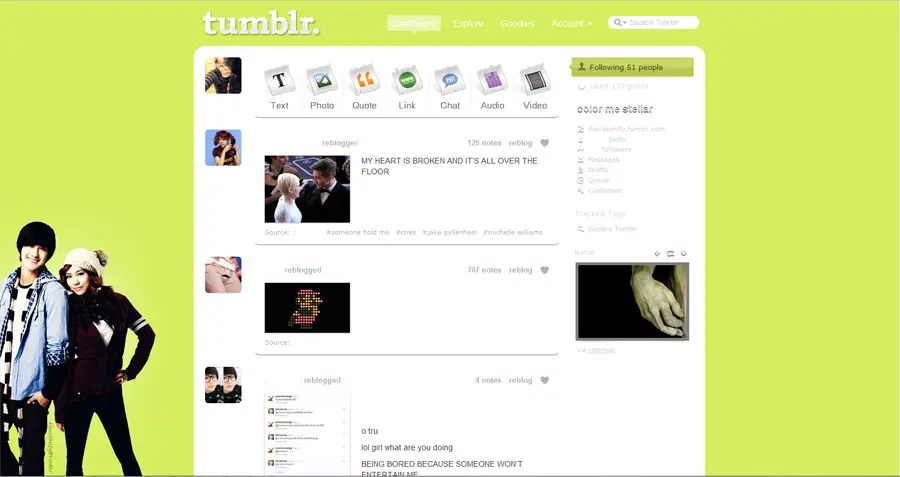 tumblr.
Dashboard Explore Goodies Account Search Tumblr
Following 51 people
Liked 172 posts
T Hi! www
Text Photo Quote Link Chat Audio Video
color me stellar
photo
followers
Messages
Drafts
Queue
Customize
Tracked Tags
Explore Tumblr
Radar
reblogged 129 notes reblog
MY HEART IS BROKEN AND IT'S ALL OVER THE
FLOOR
Source: #someone hold me #cries #jake gyllenhaal #michelle williams
reblogged 707 notes reblog
Source:
reblogged 4 notes reblog
o tru.
lol girl what are you doing
BEING BORED BECAUSE SOMEONE WON'T
ENTERTAIN ME